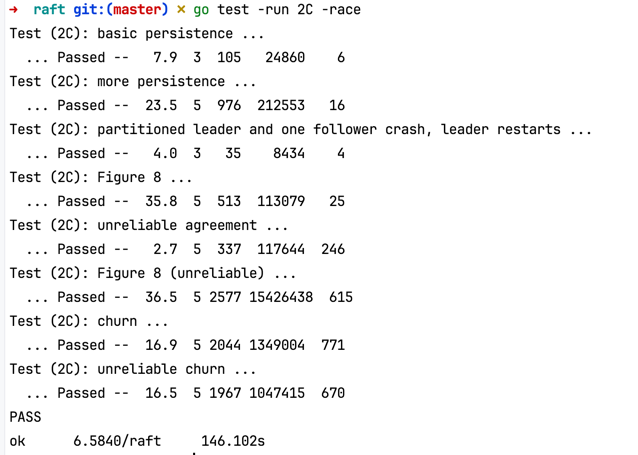 → raft git:(master) × go test -run 2C -race
Test (2C): basic persistence ...
... Passed -- 7.9 3 105 24860 6
Test (2C): more persistence ...
... Passed -- 23.5 5 976 212553 16
Test (2C): partitioned leader and one follower crash, leader restarts ...
... Passed -- 4.0 3 35 8434 4
Test (2C): Figure 8 ...
... Passed -- 35.8 5 513 113079 25
Test (2C): unreliable agreement ...
... Passed -- 2.7 5 337 117644 246
Test (2C): Figure 8 (unreliable) ...
... Passed -- 36.5 5 2577 15426438 615
Test (2C): churn ...
... Passed -- 16.9 5 2044 1349004 771
Test (2C): unreliable churn ...
... Passed -- 16.5 5 1967 1047415 670
PASS
ok 6.5840/raft 146.102s